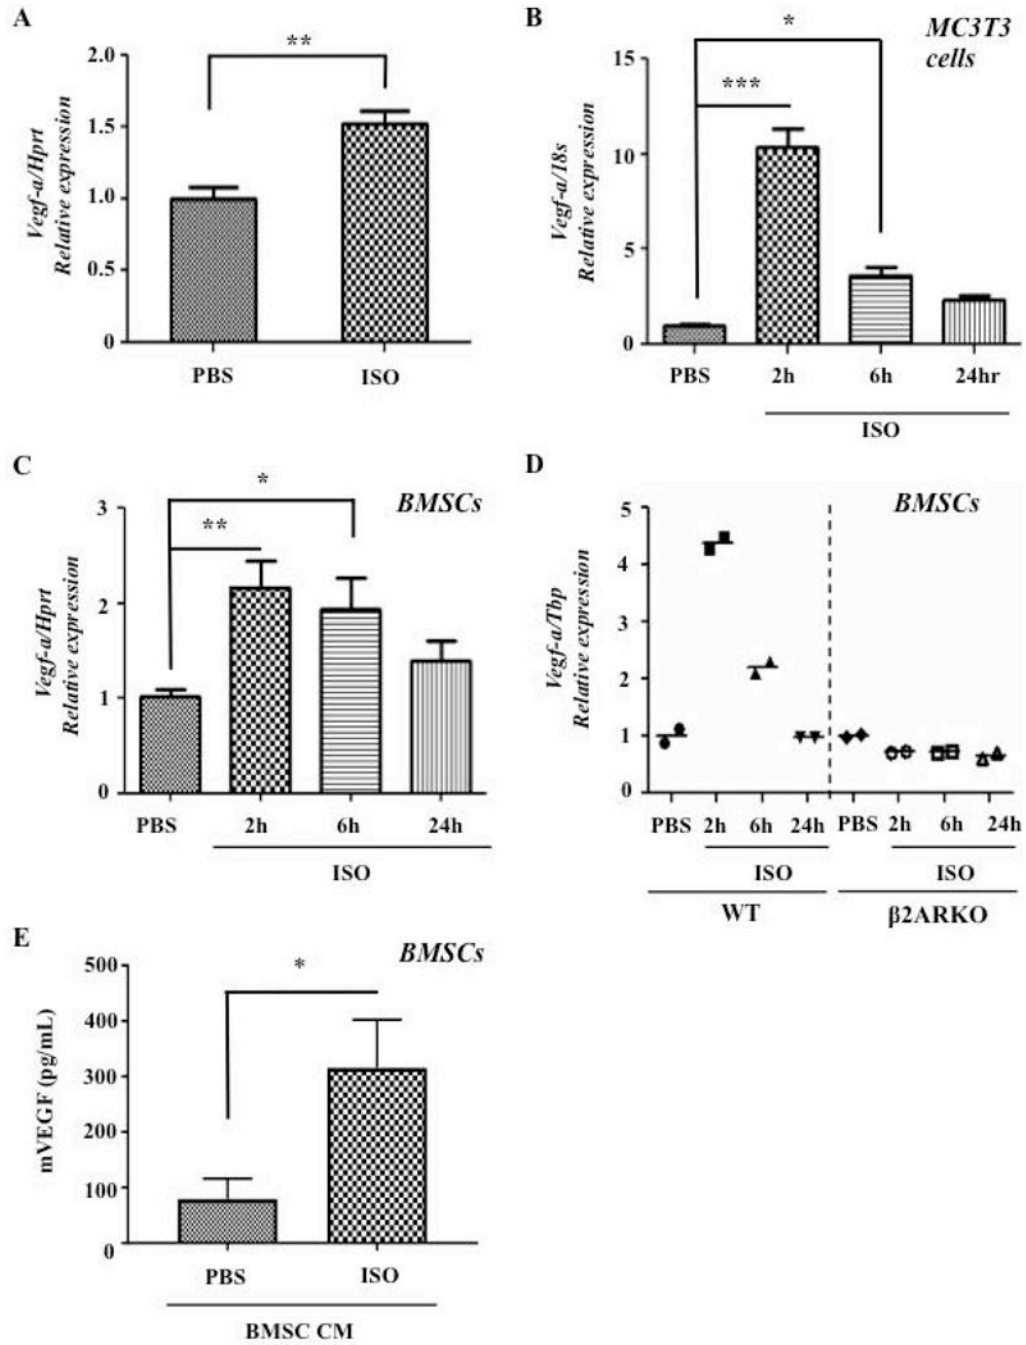 A
Vegf-a/Hprt
Relative expression
2.0
1.5
1.0
0.5
0
**
PBS
ISO
B
MC3T3
cells
Vegf-a/18s
Relative expression
15
10
5
0
*
***
PBS
2h
6h
24hr
ISO
C
BMSCs
Vegf-a/Hprt
Relative expression
3
2
1
0
*
**
PBS
2h
6h
24h
ISO
D
BMSCs
Vegf-a/Tbp
Relative expression
5
4
3
2
1
0
PBS
2h
6h
24h
PBS
2h
6h
24h
ISO
ISO
WT
β2ARKO
E
BMSCs
mVEGF (pg/mL)
500
400
300
200
100
0
*
PBS
ISO
BMSC CM